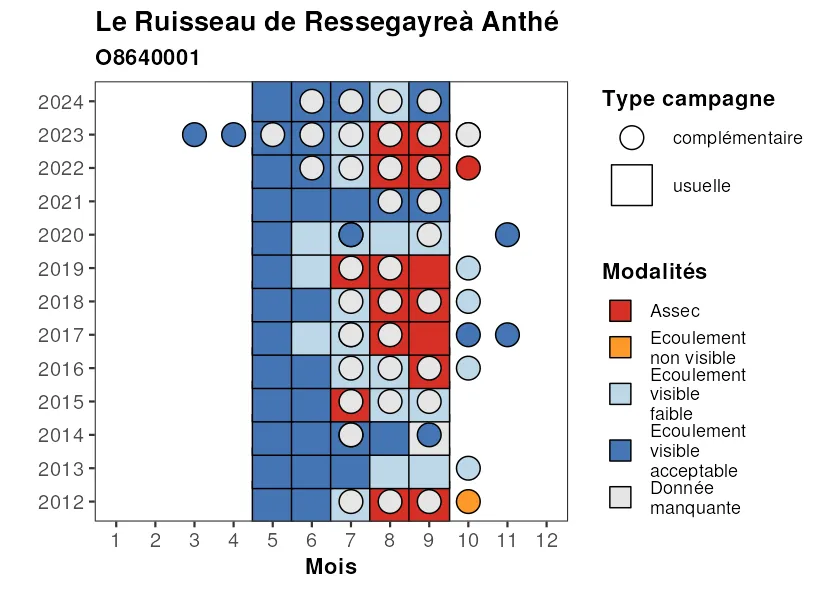 Le Ruisseau de Ressegayreà Anthé
O8640001
2024
2023
2022
2021
2020
2019
2018
2017
2016
2015
2014
2013
2012
1 2 3 4 5 6 7 8 9 10 11 12
Mois
Type campagne
complémentaire
usuelle
Modalités
Assec
Ecoulement
non visible
Ecoulement
visible
faible
Ecoulement
visible
acceptable
Donnée
manquante